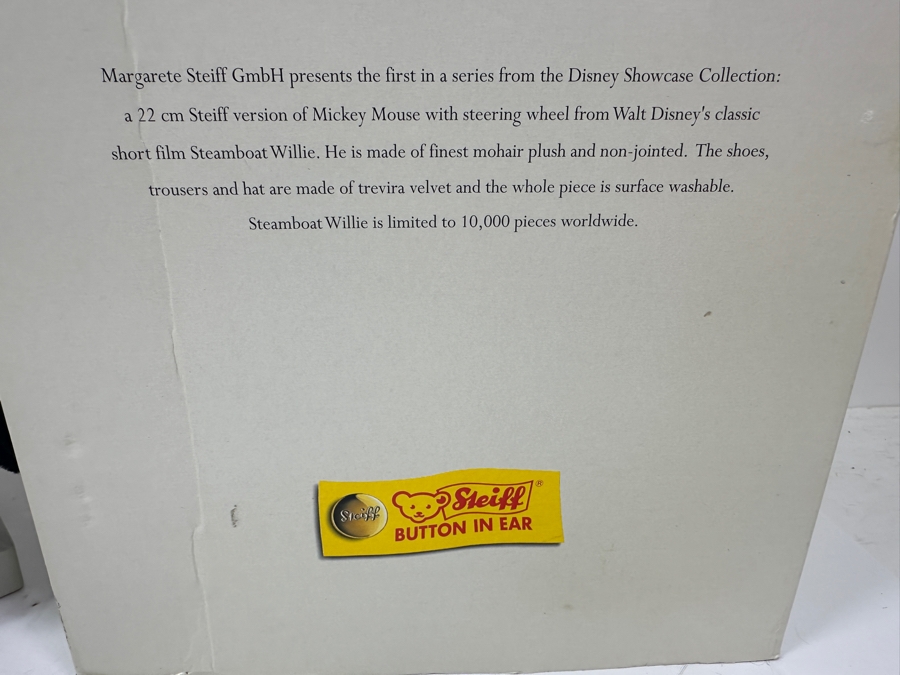 Margarete Steiff GmbH presents the first in a series from the Disney Showcase Collection:
a 22 cm Steiff version of Mickey Mouse with steering wheel from Walt Disney's classic
short film Steamboat Willie. He is made of finest mohair plush and non-jointed. The shoes,
trousers and hat are made of trevira velvet and the whole piece is surface washable.
Steamboat Willie is limited to 10,000 pieces worldwide.
Steiff
Steiff ®
BUTTON IN EAR